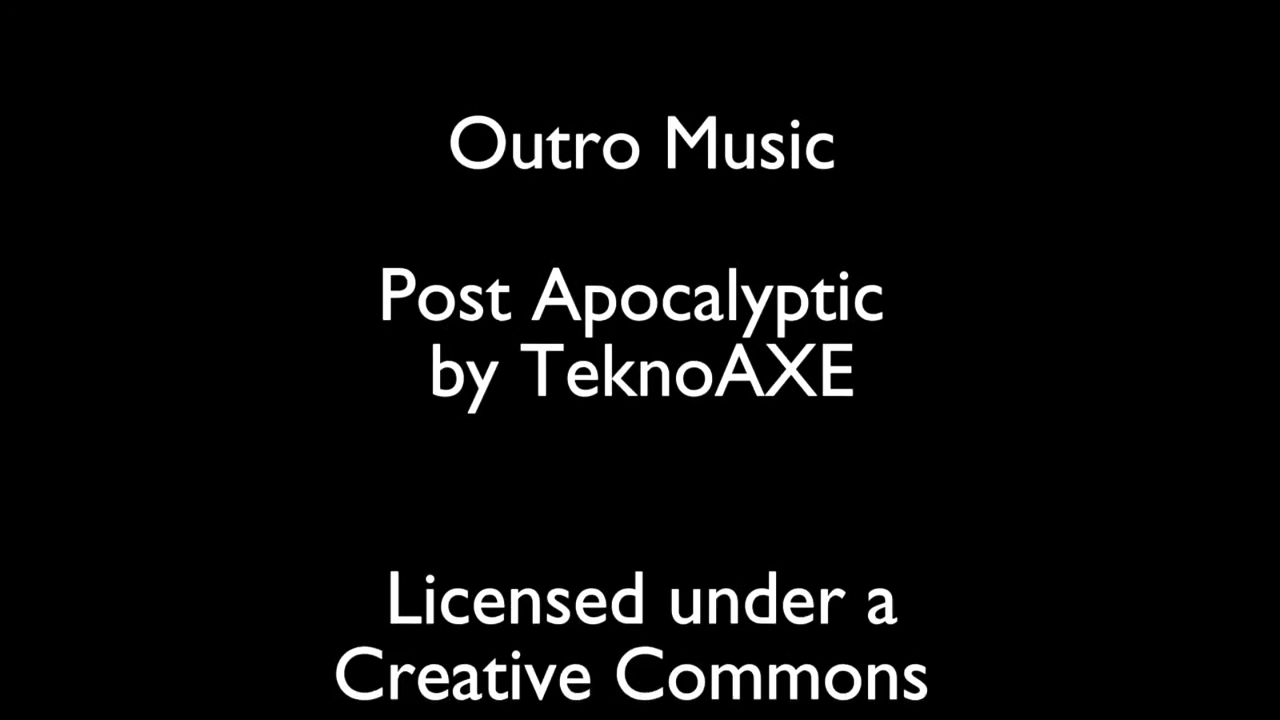 Outro Music
Post Apocalyptic
by TeknoAXE
Licensed under a
Creative Commons